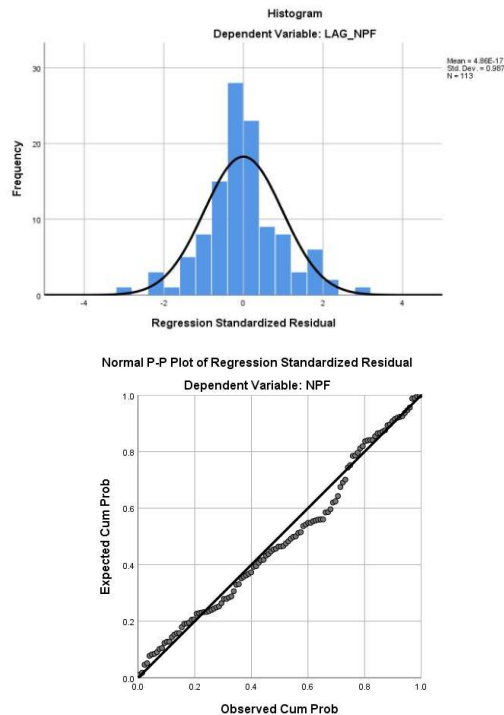 Histogram
Dependent Variable: LAG_NPF
Mean = 4.86E-17
Std. Dev. = 0.987
N = 113
30
20
10
0
Frequency
-4
-2
0
2
4
Regression Standardized Residual
Normal P-P Plot of Regression Standardized Residual
Dependent Variable: NPF
1.0
0.8
0.6
0.4
0.2
0.0
Expected Cum Prob
0.0
0.2
0.4
0.6
0.8
1.0
Observed Cum Prob